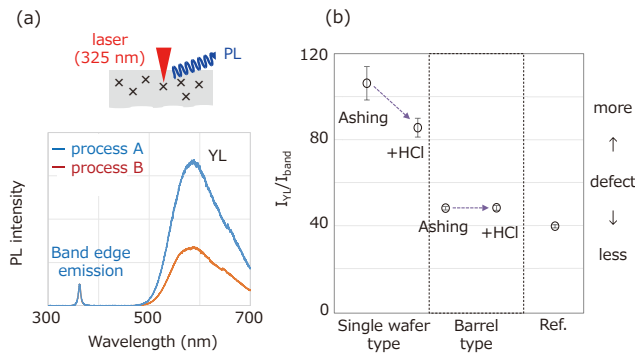 (a)
laser
(325 nm)
PL
process A
process B
YL
Band edge
emission
PL intensity
300 400 500 600 700
Wavelength (nm)
(b)
120
80
40
0
I_YL/I_band
Ashing
+HCl
Ashing
+HCl
Single wafer
type
Barrel
type
Ref.
more
↑
defect
↓
less